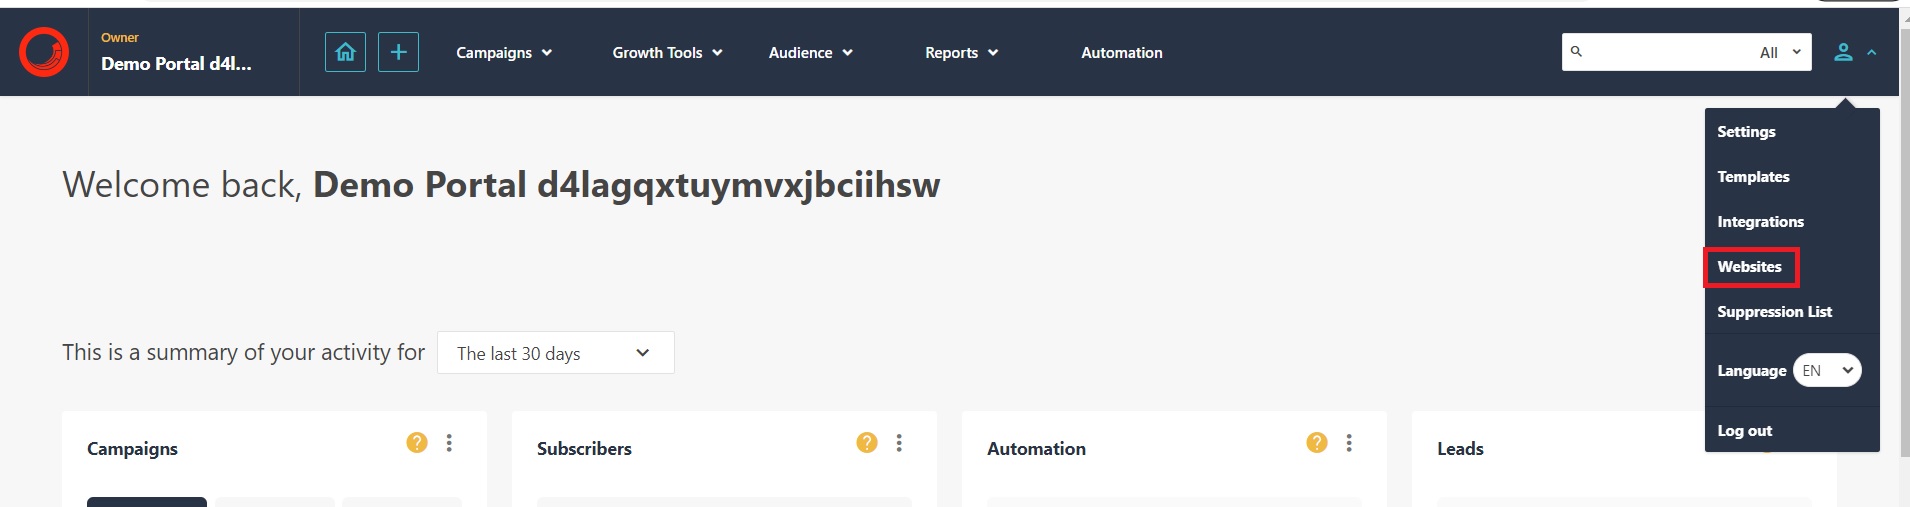 Owner
Demo Portal d4l...
Campaigns
Growth Tools
Audience
Reports
Automation
All
Settings
Templates
Integrations
Websites
Suppression List
Language EN
Log out
Welcome back, Demo Portal d4lagqxtuymvxjbciihsw
This is a summary of your activity for The last 30 days
Campaigns ?
Subscribers ?
Automation ?
Leads